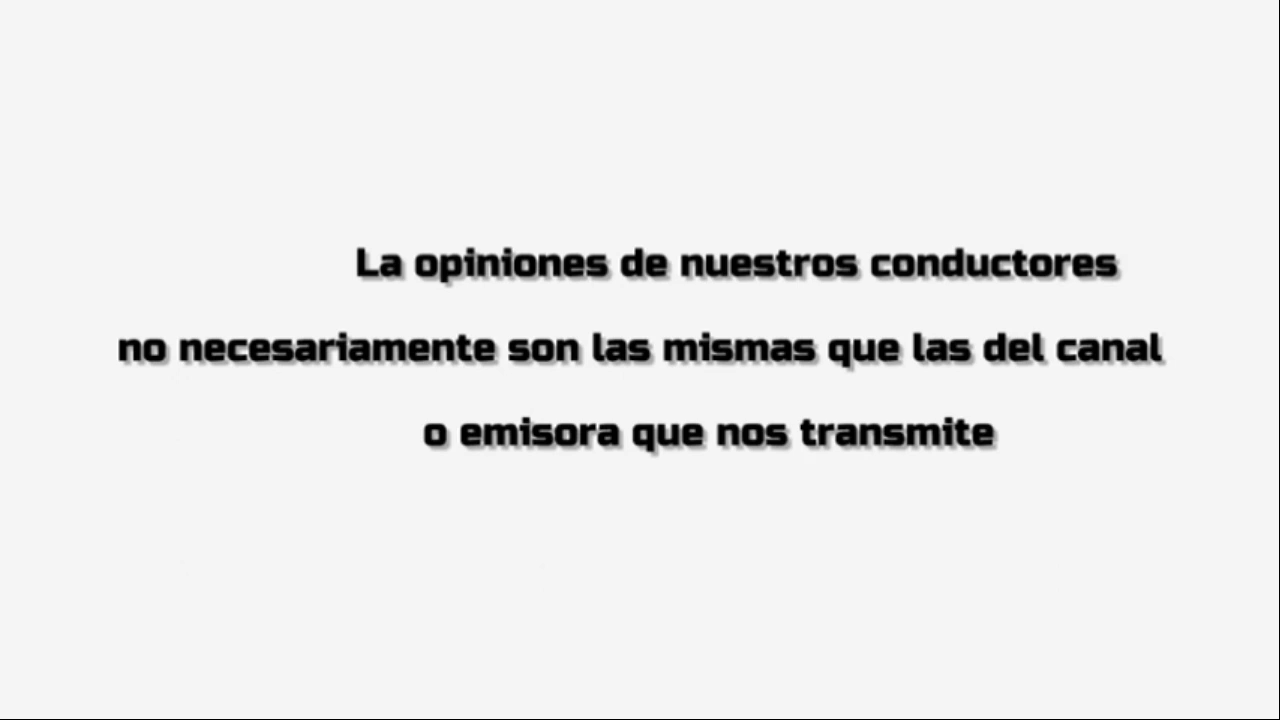 La opiniones de nuestros conductores
no necesariamente son las mismas que las del canal
o emisora que nos transmite